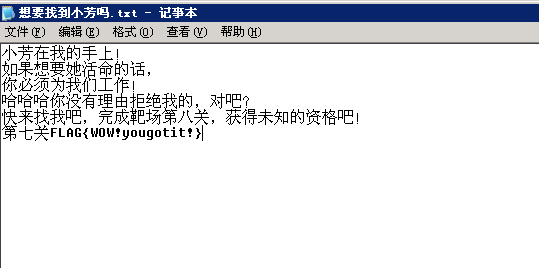 想要找到小芳吗.txt - 记事本
文件(F) 编辑(E) 格式(O) 查看(V) 帮助(H)
小芳在我的手上!
如果想要她活命的话,
你必须为我们工作!
哈哈哈你没有理由拒绝我的, 对吧?
快来找我吧, 完成靶场第八关, 获得未知的资格吧!
第七关FLAG{WOW!yougotit!}